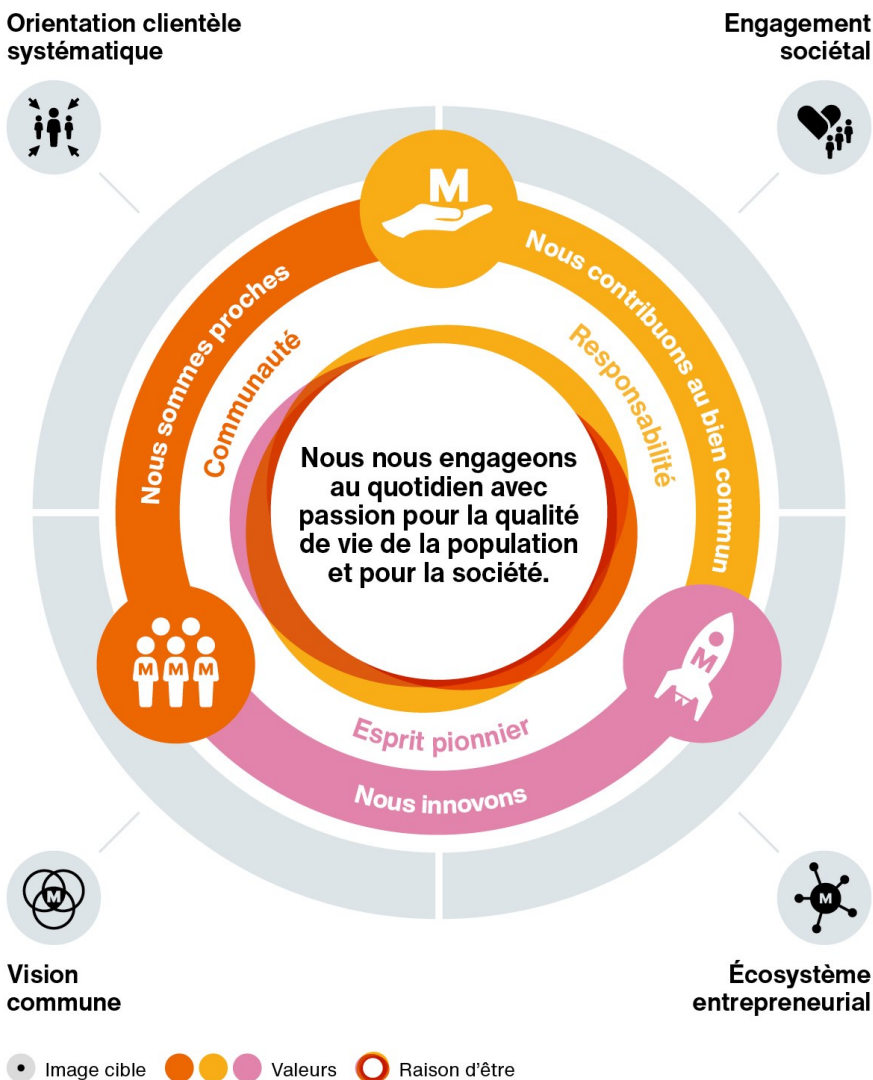 Orientation clientèle
systématique
Engagement
sociétal
M
Nous sommes proches
Communauté
Nous contribuons au bien commun
Responsabilité
Nous nous engageons
au quotidien avec
passion pour la qualité
de vie de la population
et pour la société.
M M M
M
Esprit pionnier
Nous innovons
M
M
Vision
commune
Écosystème
entrepreneurial
Image cible
Valeurs
Raison d’être